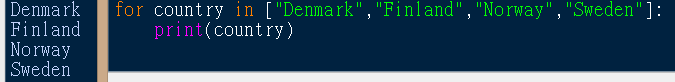 Denmark
Finland
Norway
Sweden
for country in ["Denmark","Finland","Norway","Sweden"]:
    print(country)